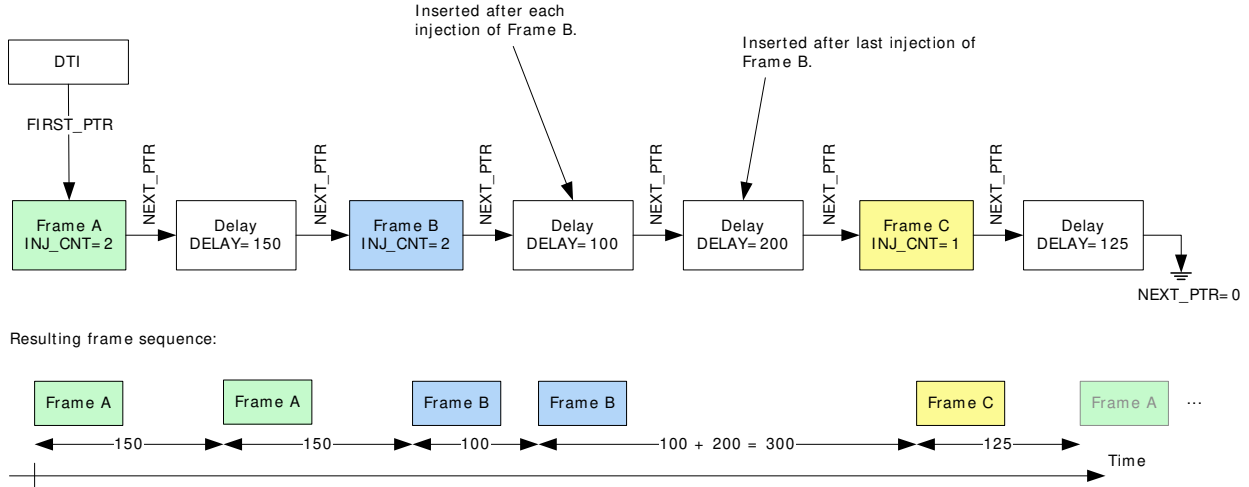 Inserted after each
injection of Frame B.
Inserted after last injection of
Frame B.
DTI
FIRST_PTR
NEXT_PTR
NEXT_PTR
NEXT_PTR
NEXT_PTR
NEXT_PTR
NEXT_PTR
Frame A
INJ_CNT=2
Delay
DELAY=150
Frame B
INJ_CNT=2
Delay
DELAY=100
Delay
DELAY=200
Frame C
INJ_CNT=1
Delay
DELAY=125
NEXT_PTR=0
Resulting frame sequence:
Frame A
Frame A
Frame B
Frame B
Frame C
Frame A
...
150
150
100
100 + 200 = 300
125
Time